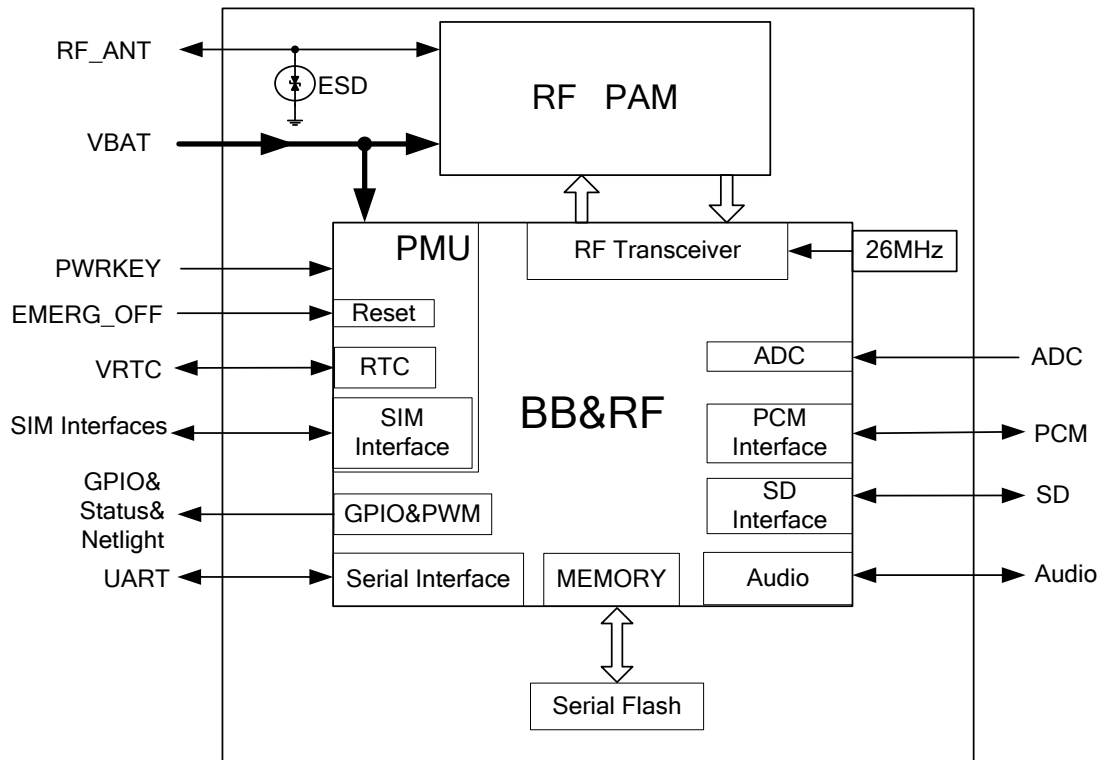 RF_ANT
ESD
RF PAM
VBAT
PMU
RF Transceiver
26MHz
PWRKEY
EMERG_OFF
Reset
VRTC
RTC
ADC
ADC
BB&RF
SIM Interfaces
SIM
Interface
PCM
Interface
PCM
GPIO&
Status&
Netlight
GPIO&PWM
SD
Interface
SD
UART
Serial Interface
MEMORY
Audio
Audio
Serial Flash